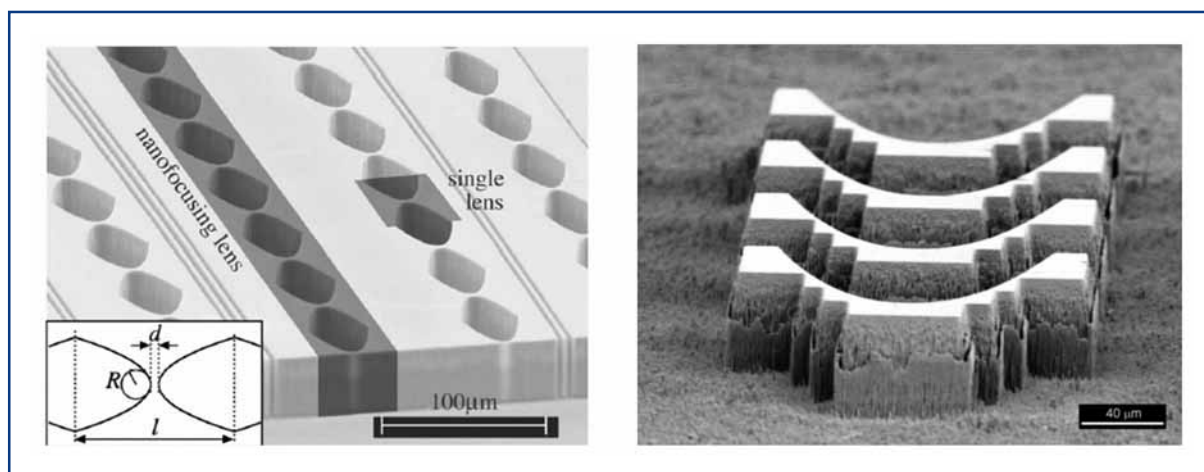 nanofocusing lens
single
lens
d
R
l
100µm
40 µm